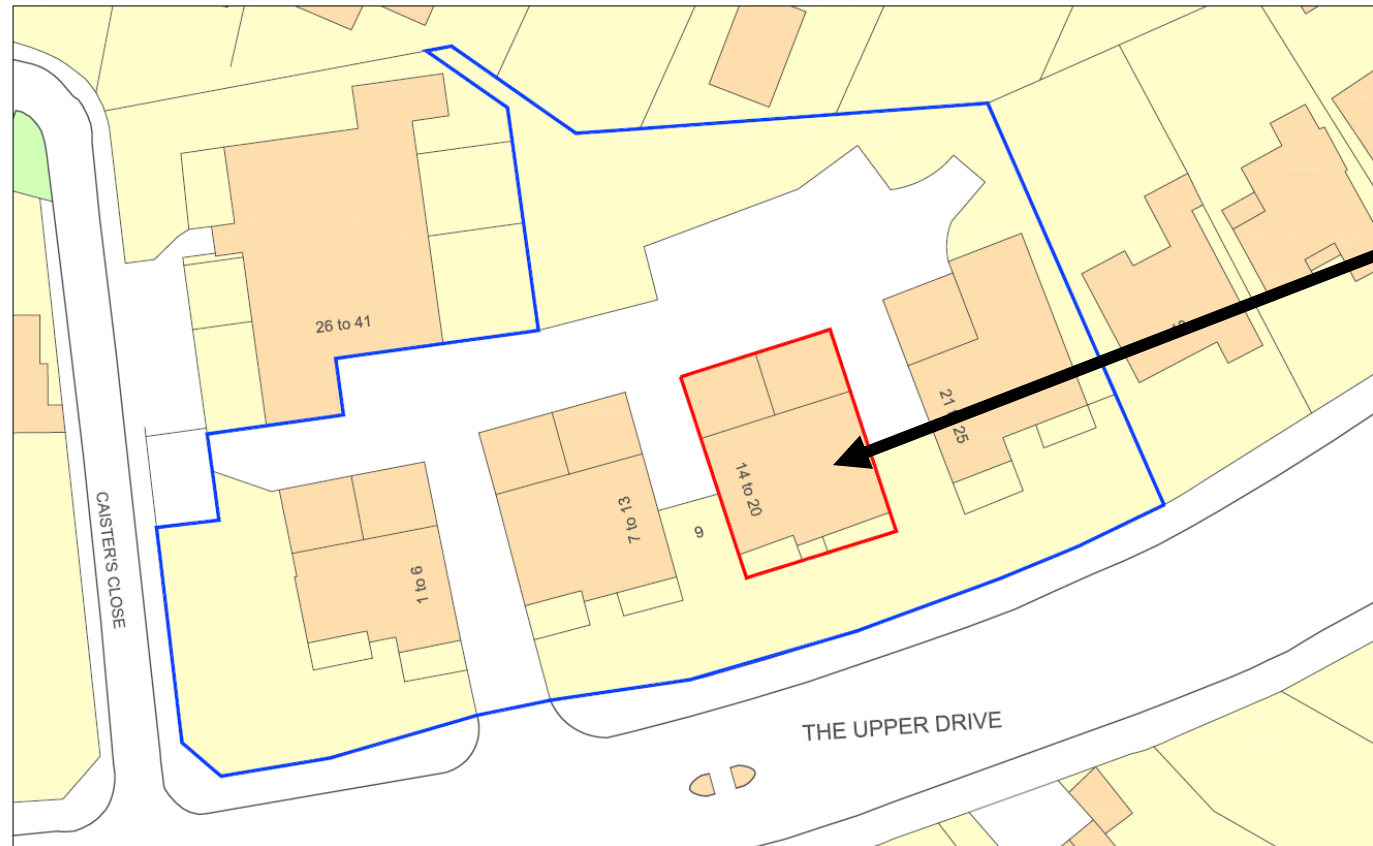 26 to 41
CAISTER'S CLOSE
1 to 6
7 to 13
9
14 to 20
THE UPPER DRIVE